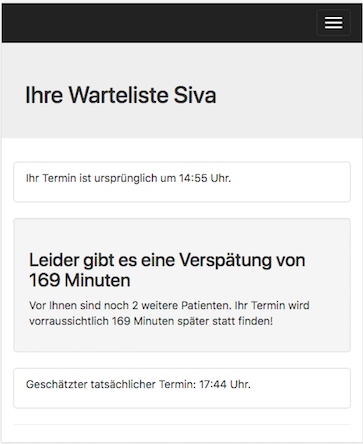 Ihre Warteliste Siva
Ihr Termin ist ursprünglich um 14:55 Uhr.
Leider gibt es eine Verspätung von
169 Minuten
Vor Ihnen sind noch 2 weitere Patienten. Ihr Termin wird
vorraussichtlich 169 Minuten später statt finden!
Geschätzter tatsächlicher Termin: 17:44 Uhr.